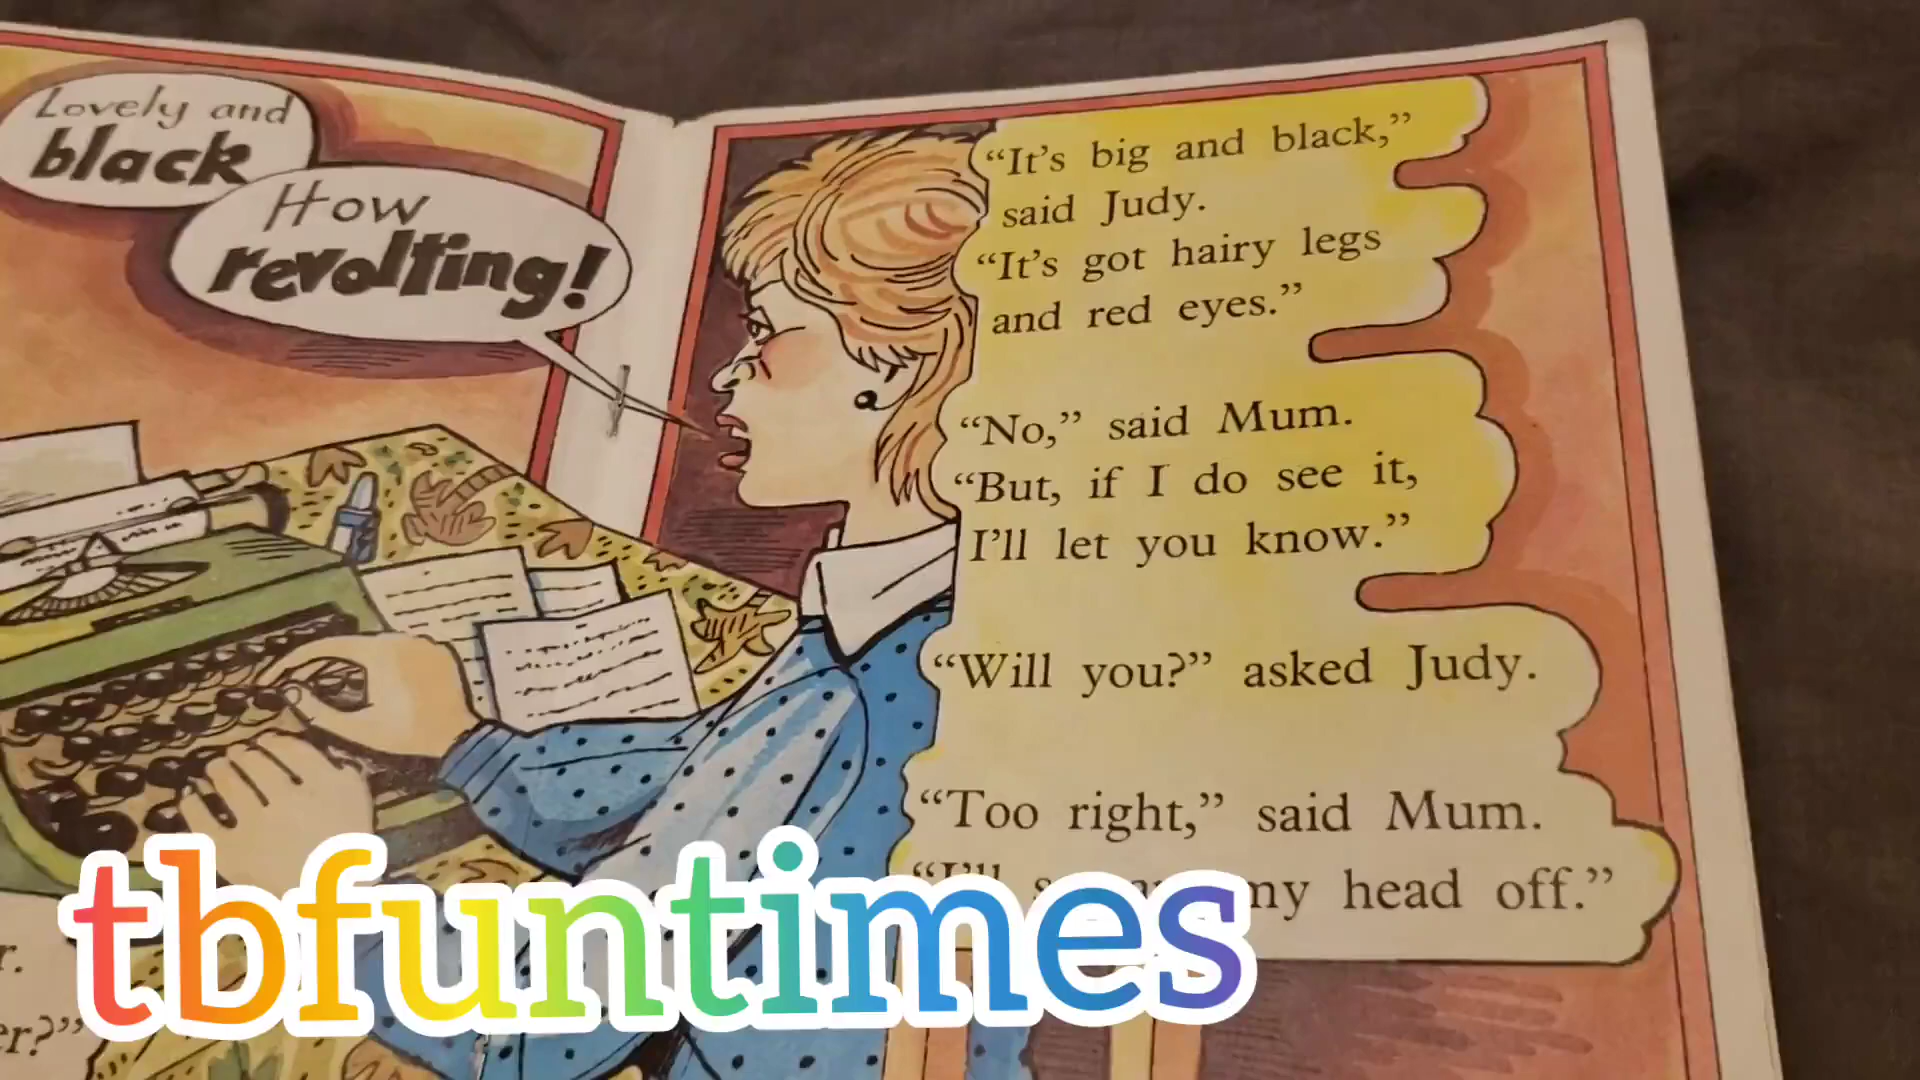 Lovely and
black
How
revolting!
"It's big and black,"
said Judy.
"It's got hairy legs
and red eyes."
"No," said Mum.
"But, if I do see it,
I'll let you know."
"Will you?" asked Judy.
"Too right," said Mum.
"I'll my head off."
tbfuntimes